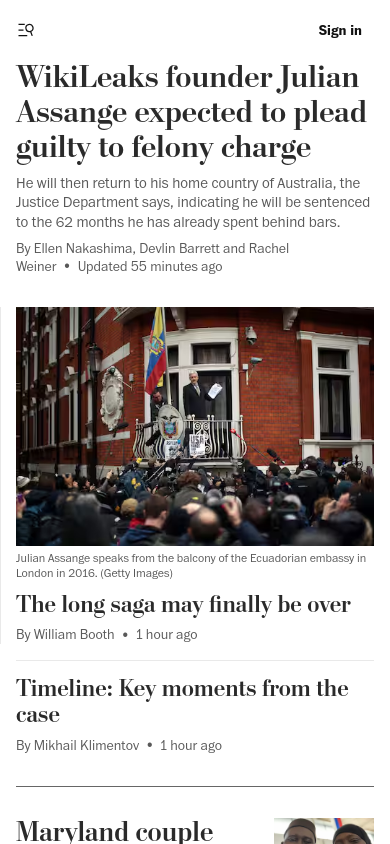 Sign in
WikiLeaks founder Julian
Assange expected to plead
guilty to felony charge
He will then return to his home country of Australia, the
Justice Department says, indicating he will be sentenced
to the 62 months he has already spent behind bars.
By Ellen Nakashima, Devlin Barrett and Rachel
Weiner • Updated 55 minutes ago
Julian Assange speaks from the balcony of the Ecuadorian embassy in
London in 2016. (Getty Images)
The long saga may finally be over
By William Booth • 1 hour ago
Timeline: Key moments from the
case
By Mikhail Klimentov • 1 hour ago
Maryland couple